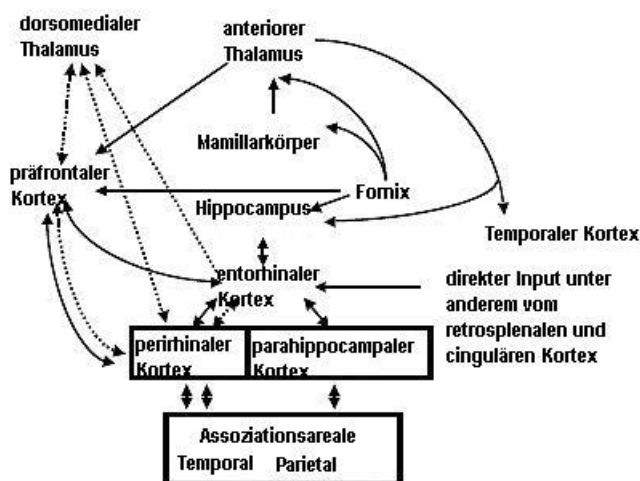 dorsomedialer
Thalamus
anteriorer
Thalamus
Mamillarkörper
präfrontaler
Kortex
Fornix
Hippocampus
Temporaler Kortex
entorhinaler
Kortex
direkter Input unter
anderem vom
retrosplenalen und
cingulären Kortex
perirhinaler
Kortex
parahippocampaler
Kortex
Assoziationsareale
Temporal Parietal